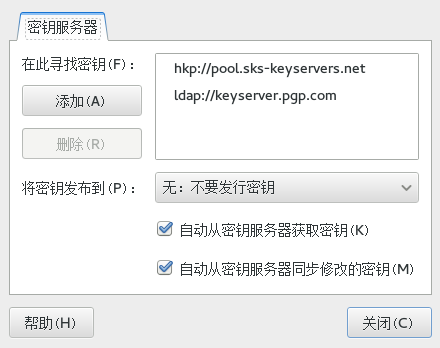 密钥服务器
在此寻找密钥(F)：
hkp://pool.sks-keyservers.net
ldap://keyserver.pgp.com
添加(A)
删除(R)
将密钥发布到(P)：
无：不要发行密钥
自动从密钥服务器获取密钥(K)
自动从密钥服务器同步修改的密钥(M)
帮助(H)
关闭(C)